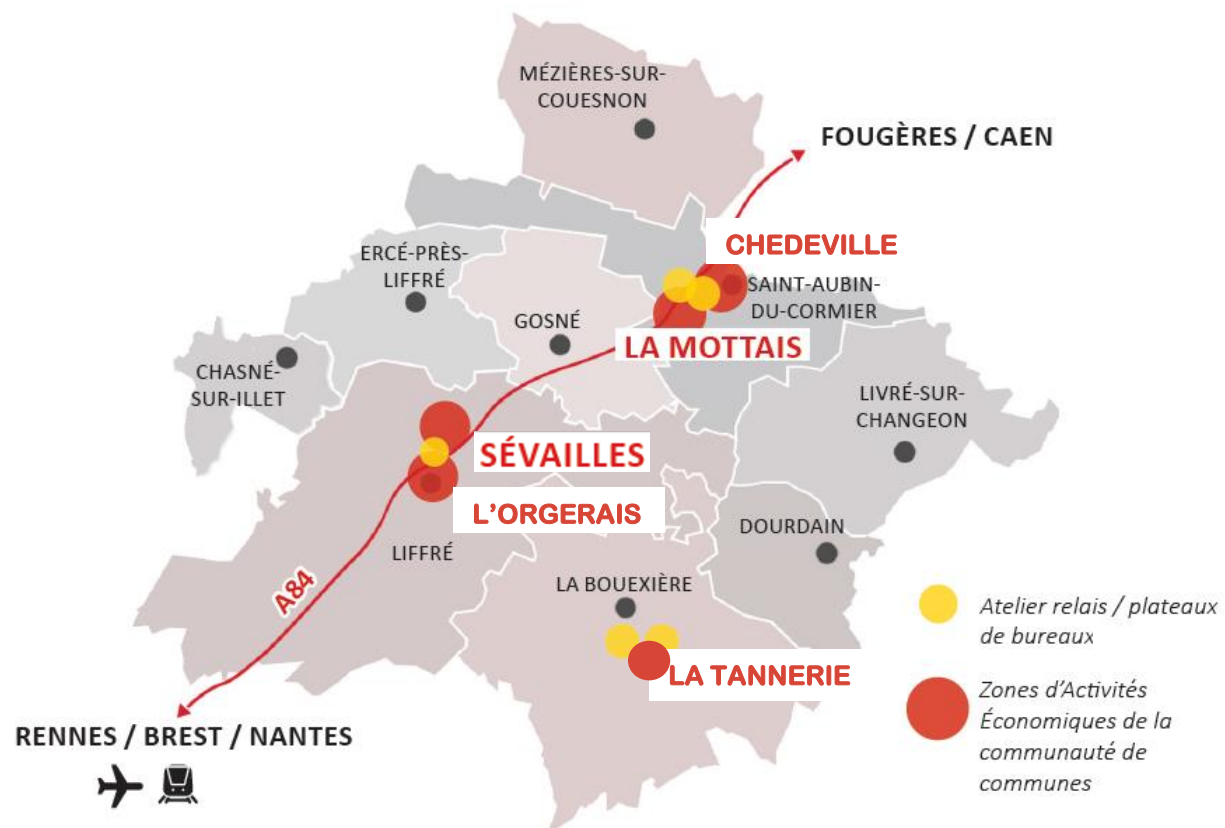 MÉZIÈRES-SUR-
COUESNON
FOUGÈRES / CAEN
CHEDEVILLE
ERCÉ-PRÈS-
LIFFRÉ
SAINT-AUBIN-
DU-CORMIER
GOSNÉ
LA MOTTAIS
CHASNÉ-
SUR-ILLET
LIVRÉ-SUR-
CHANGEON
SÉVAILLES
L'ORGERAIS
DOURDAIN
LIFFRÉ
A84
LA BOUEXIÈRE
LA TANNERIE
RENNES / BREST / NANTES
Atelier relais / plateaux
de bureaux
Zones d'Activités
Économiques de la
communauté de
communes